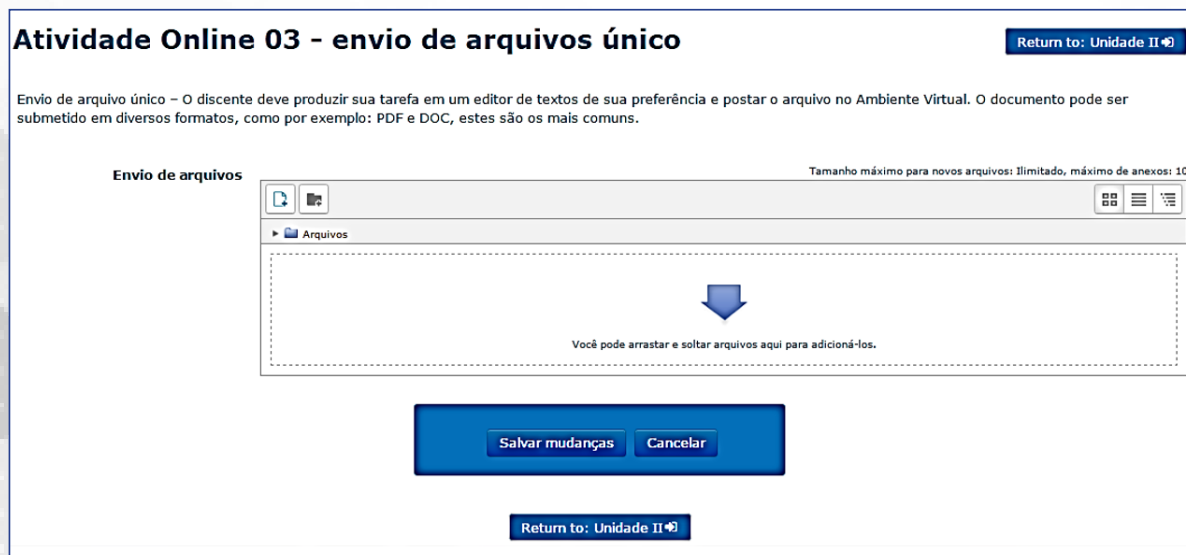 Atividade Online 03 - envio de arquivos único
Return to: Unidade II
Envio de arquivo único – O discente deve produzir sua tarefa em um editor de textos de sua preferência e postar o arquivo no Ambiente Virtual. O documento pode ser
submetido em diversos formatos, como por exemplo: PDF e DOC, estes são os mais comuns.
Envio de arquivos
Tamanho máximo para novos arquivos: Ilimitado, máximo de anexos: 10
Arquivos
Você pode arrastar e soltar arquivos aqui para adicioná-los.
Salvar mudanças Cancelar
Return to: Unidade II